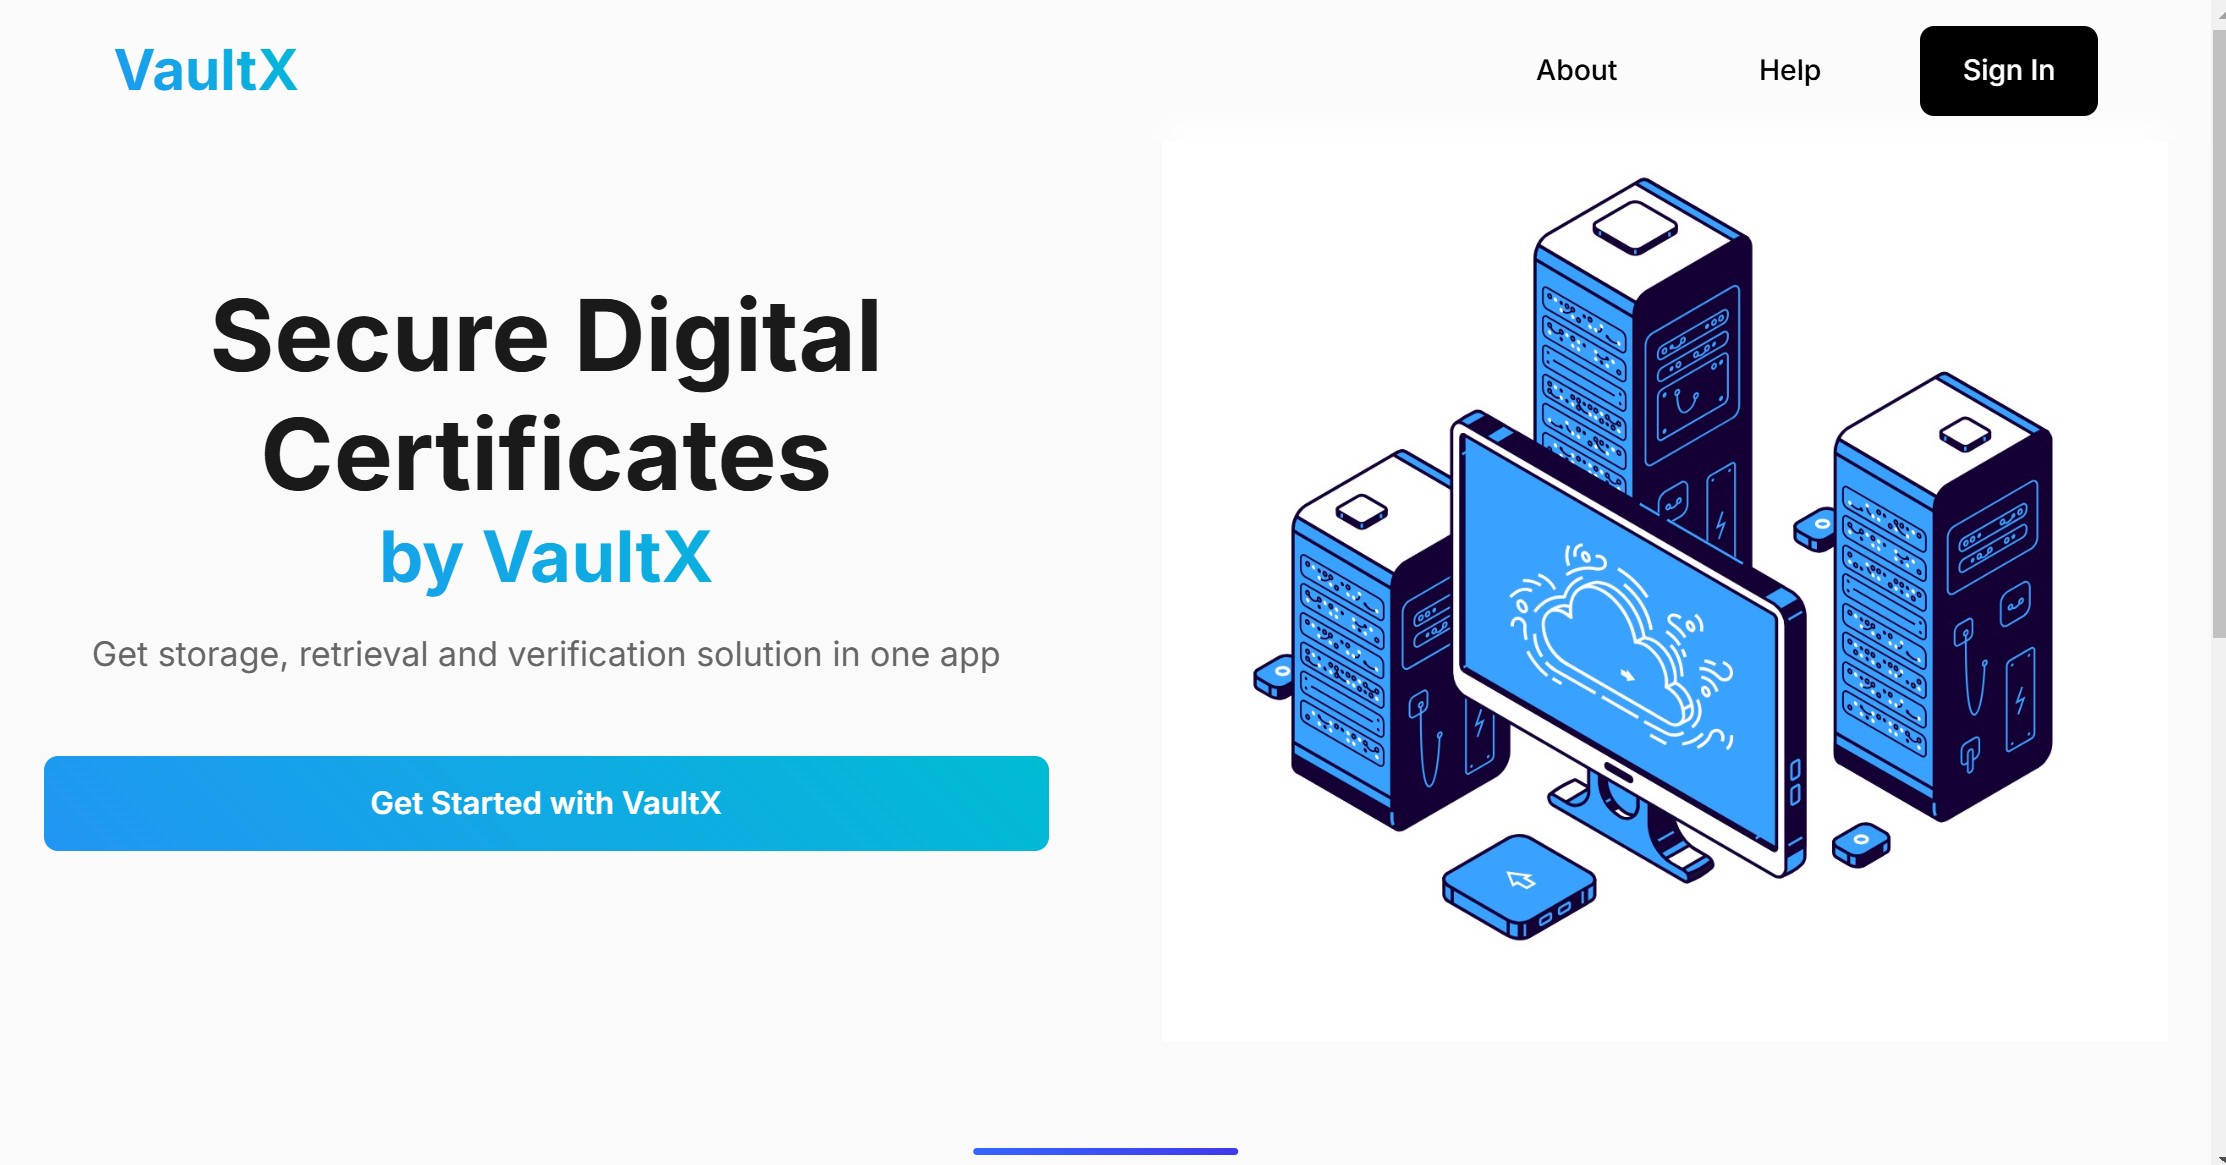 VaultX
About
Help
Sign In
Secure Digital
Certificates
by VaultX
Get storage, retrieval and verification solution in one app
Get Started with VaultX